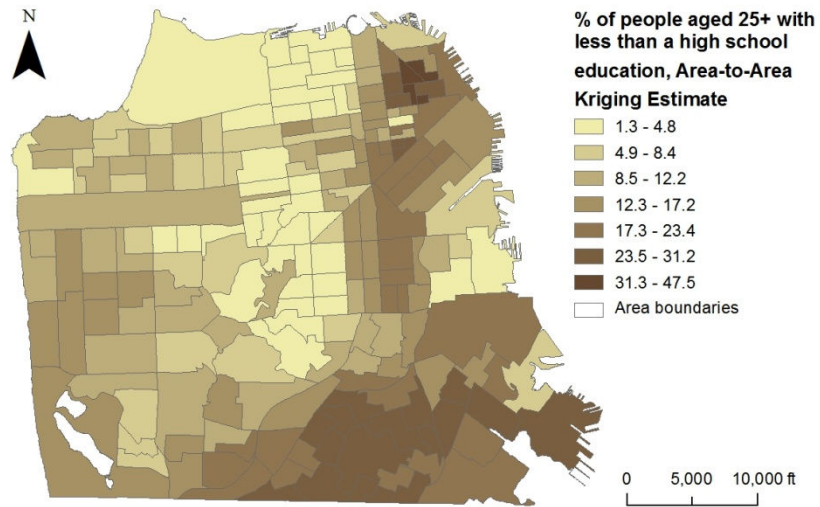 N
% of people aged 25+ with
less than a high school
education, Area-to-Area
Kriging Estimate
1.3 - 4.8
4.9 - 8.4
8.5 - 12.2
12.3 - 17.2
17.3 - 23.4
23.5 - 31.2
31.3 - 47.5
Area boundaries
0 5,000 10,000 ft